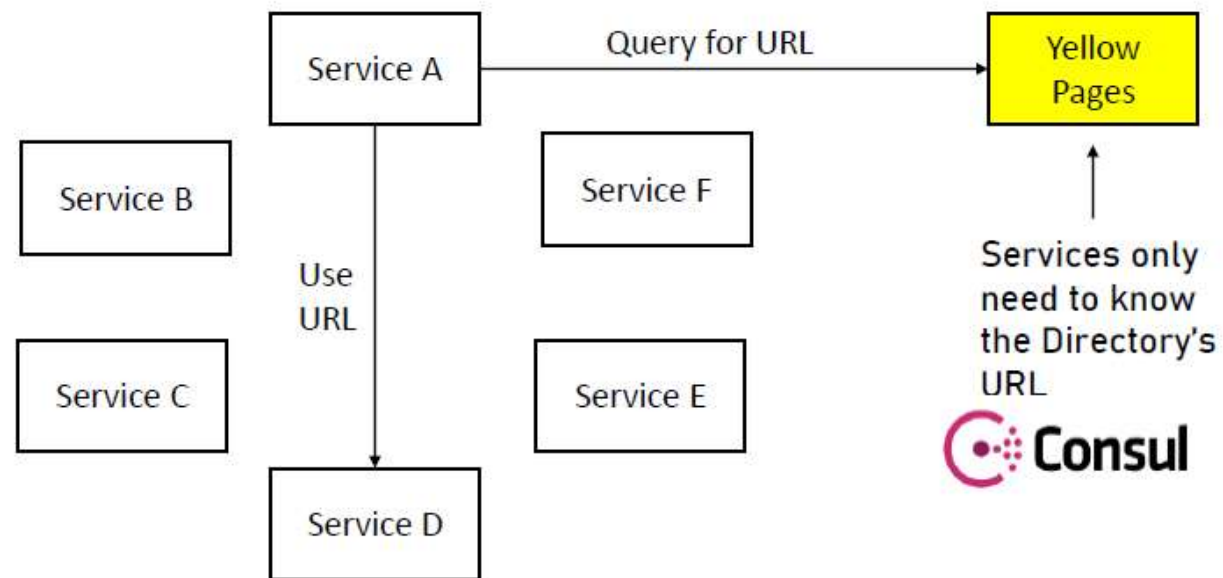 Service A
Query for URL
Yellow
Pages
Service B
Service F
Use
URL
Services only
need to know
the Directory's
URL
Service C
Service E
Consul
Service D